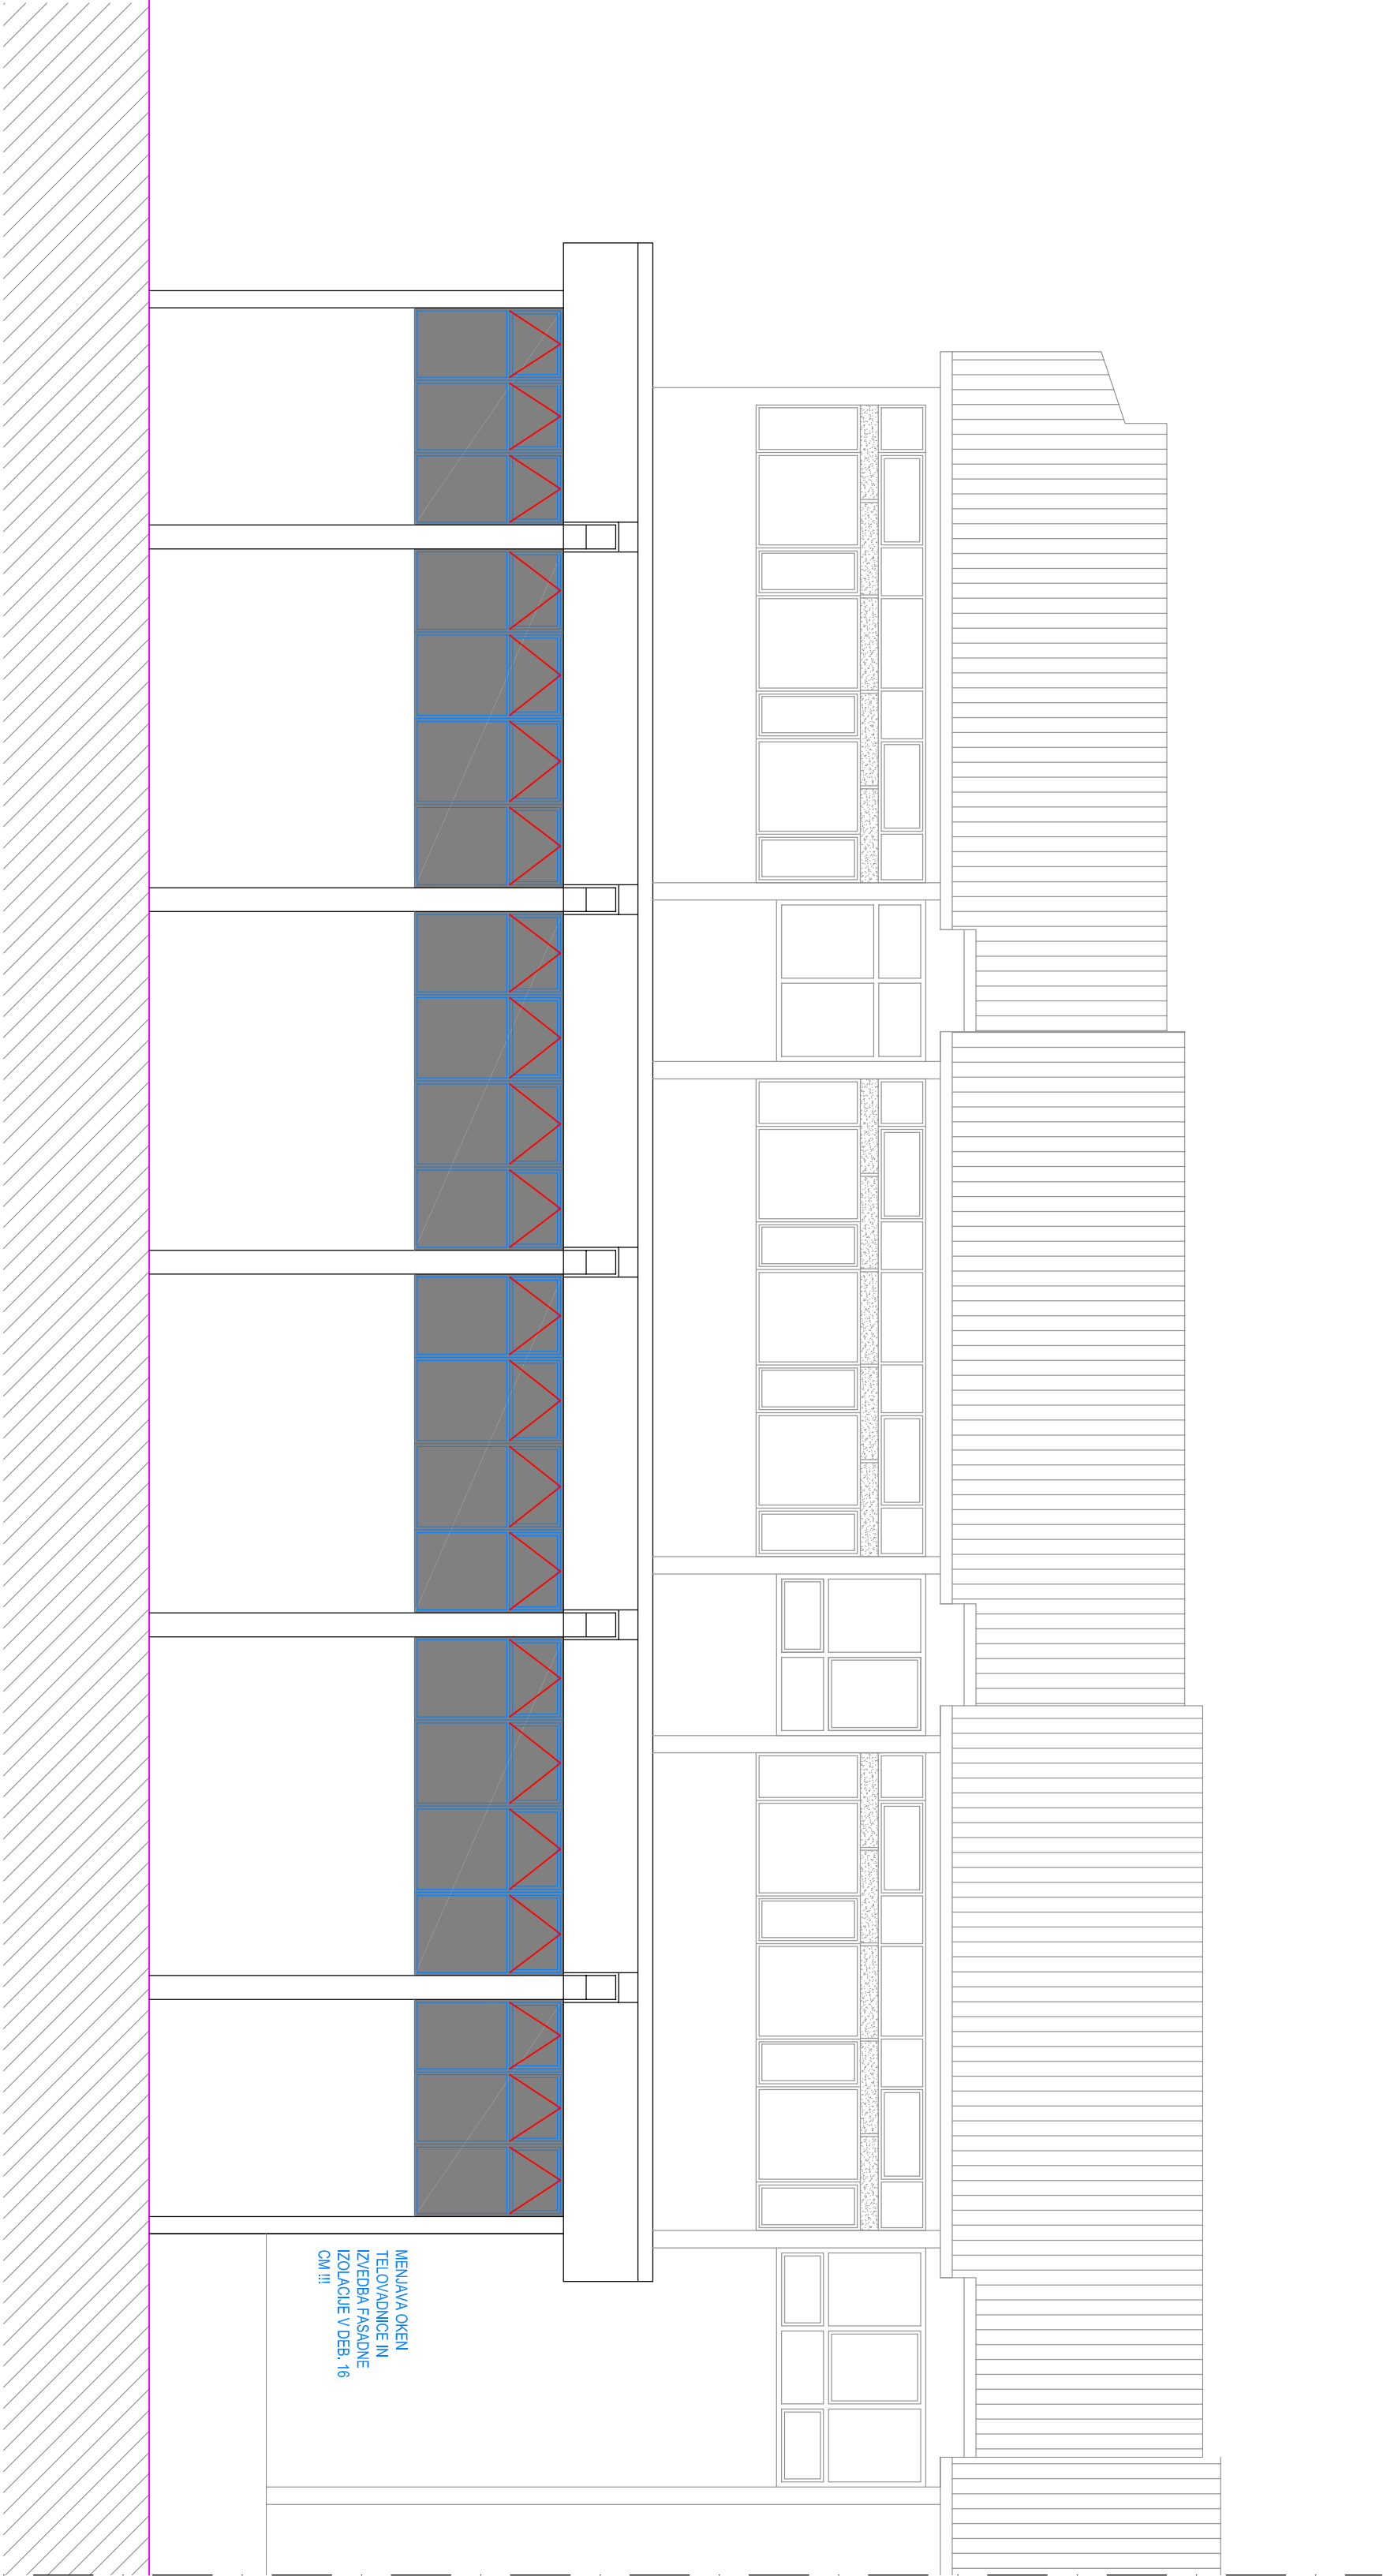 MENJAVA OKEN
TELOVADNICE IN
IZVEDBA FASADNE
IZOLACIJE V DEB. 16
CM !!!